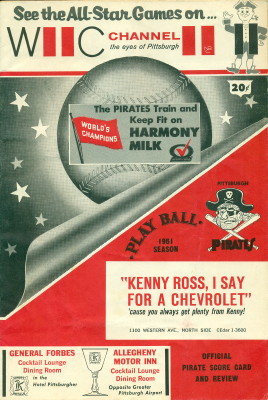 See the All-Star Games on...
WIIC CHANNEL 11
the eyes of Pittsburgh
20¢
The PIRATES Train and
Keep Fit on
HARMONY
MILK
WORLD'S
CHAMPIONS
PLAY BALL
1961
SEASON
PITTSBURGH
PIRATES
"KENNY ROSS, I SAY
FOR A CHEVROLET"
'cause you always get plenty from Kenny!
1100 WESTERN AVE., NORTH SIDE CEdar 1-3600
GENERAL FORBES
Cocktail Lounge
Dining Room
in the
Hotel Pittsburgher
ALLEGHENY
MOTOR INN
Cocktail Lounge
Dining Room
Opposite Greater
Pittsburgh Airport
OFFICIAL
PIRATE SCORE CARD
AND REVIEW